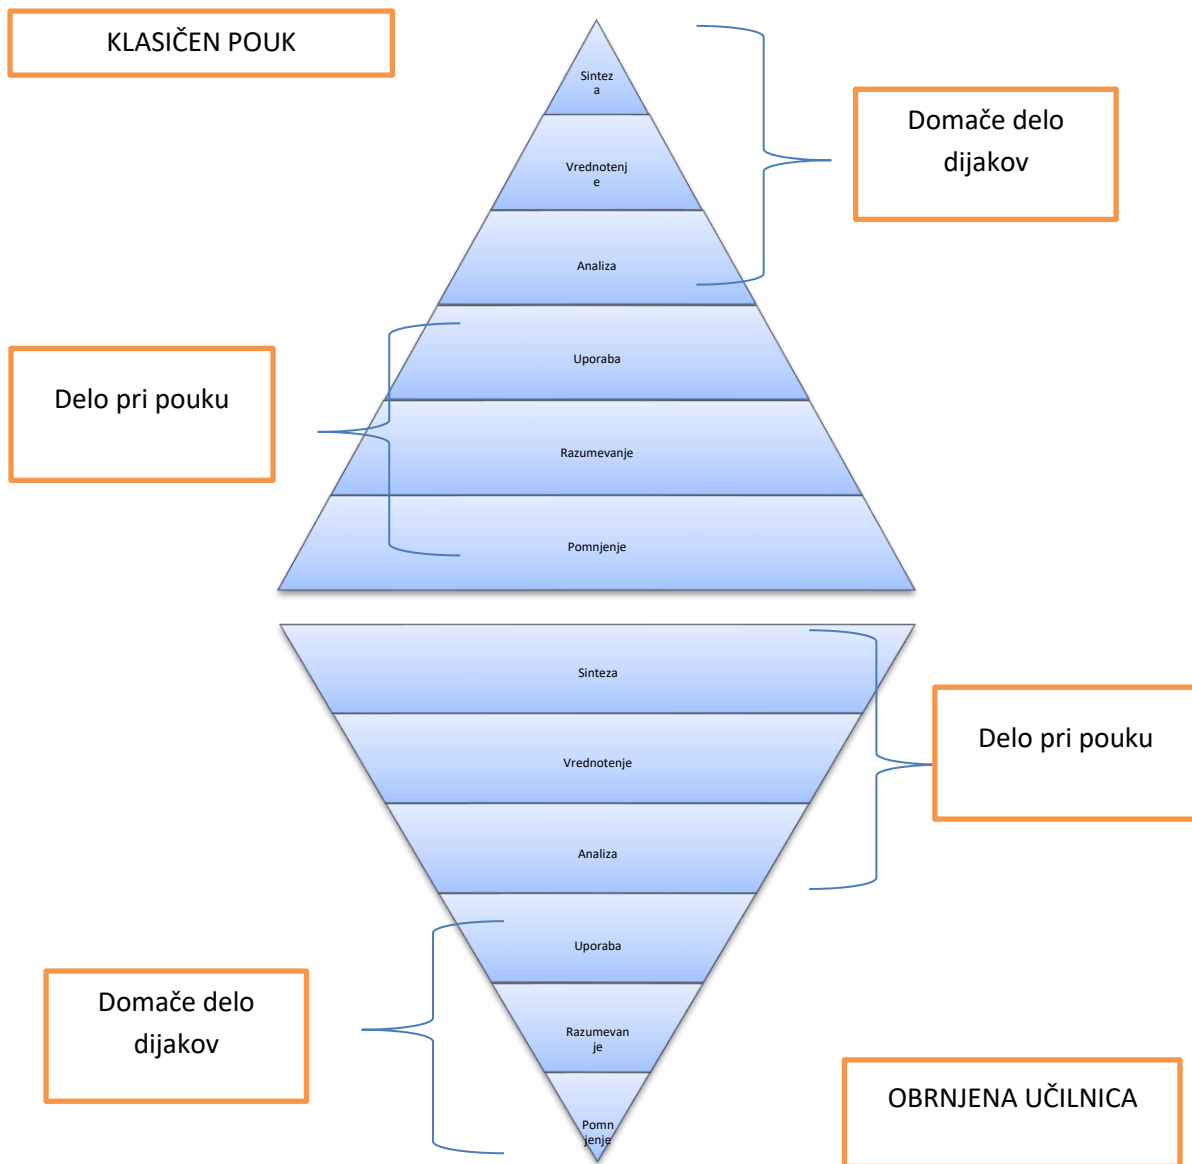 KLASIČEN POUK
Sintez
a
Domače delo
dijakov
Vrednotenj
e
Analiza
Uporaba
Delo pri pouku
Razumevanje
Pomnjenje
Sinteza
Delo pri pouku
Vrednotenje
Analiza
Uporaba
Domače delo
dijakov
Razumevan
je
OBRNJENA UČILNICA
Pomn
jenje